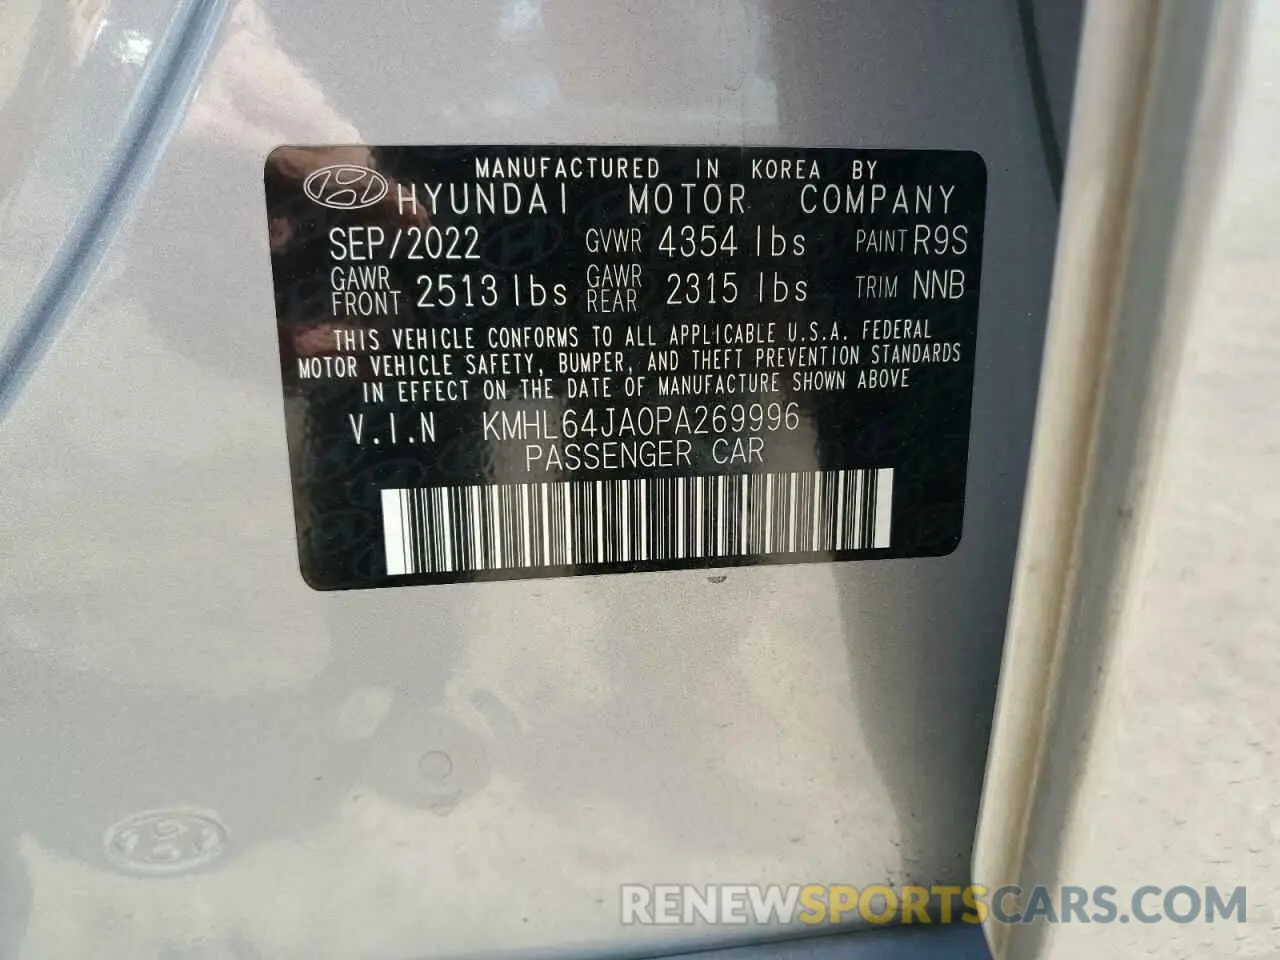 MANUFACTURED IN KOREA BY
HYUNDAI MOTOR COMPANY
SEP/2022 GVWR 4354 lbs PAINT R9S
GAWR FRONT 2513 lbs GAWR REAR 2315 lbs TRIM NNB
THIS VEHICLE CONFORMS TO ALL APPLICABLE U.S.A. FEDERAL
MOTOR VEHICLE SAFETY, BUMPER, AND THEFT PREVENTION STANDARDS
IN EFFECT ON THE DATE OF MANUFACTURE SHOWN ABOVE
V.I.N KMHL64JA0PA269996
PASSENGER CAR
RENEWSPORTSCARS.COM